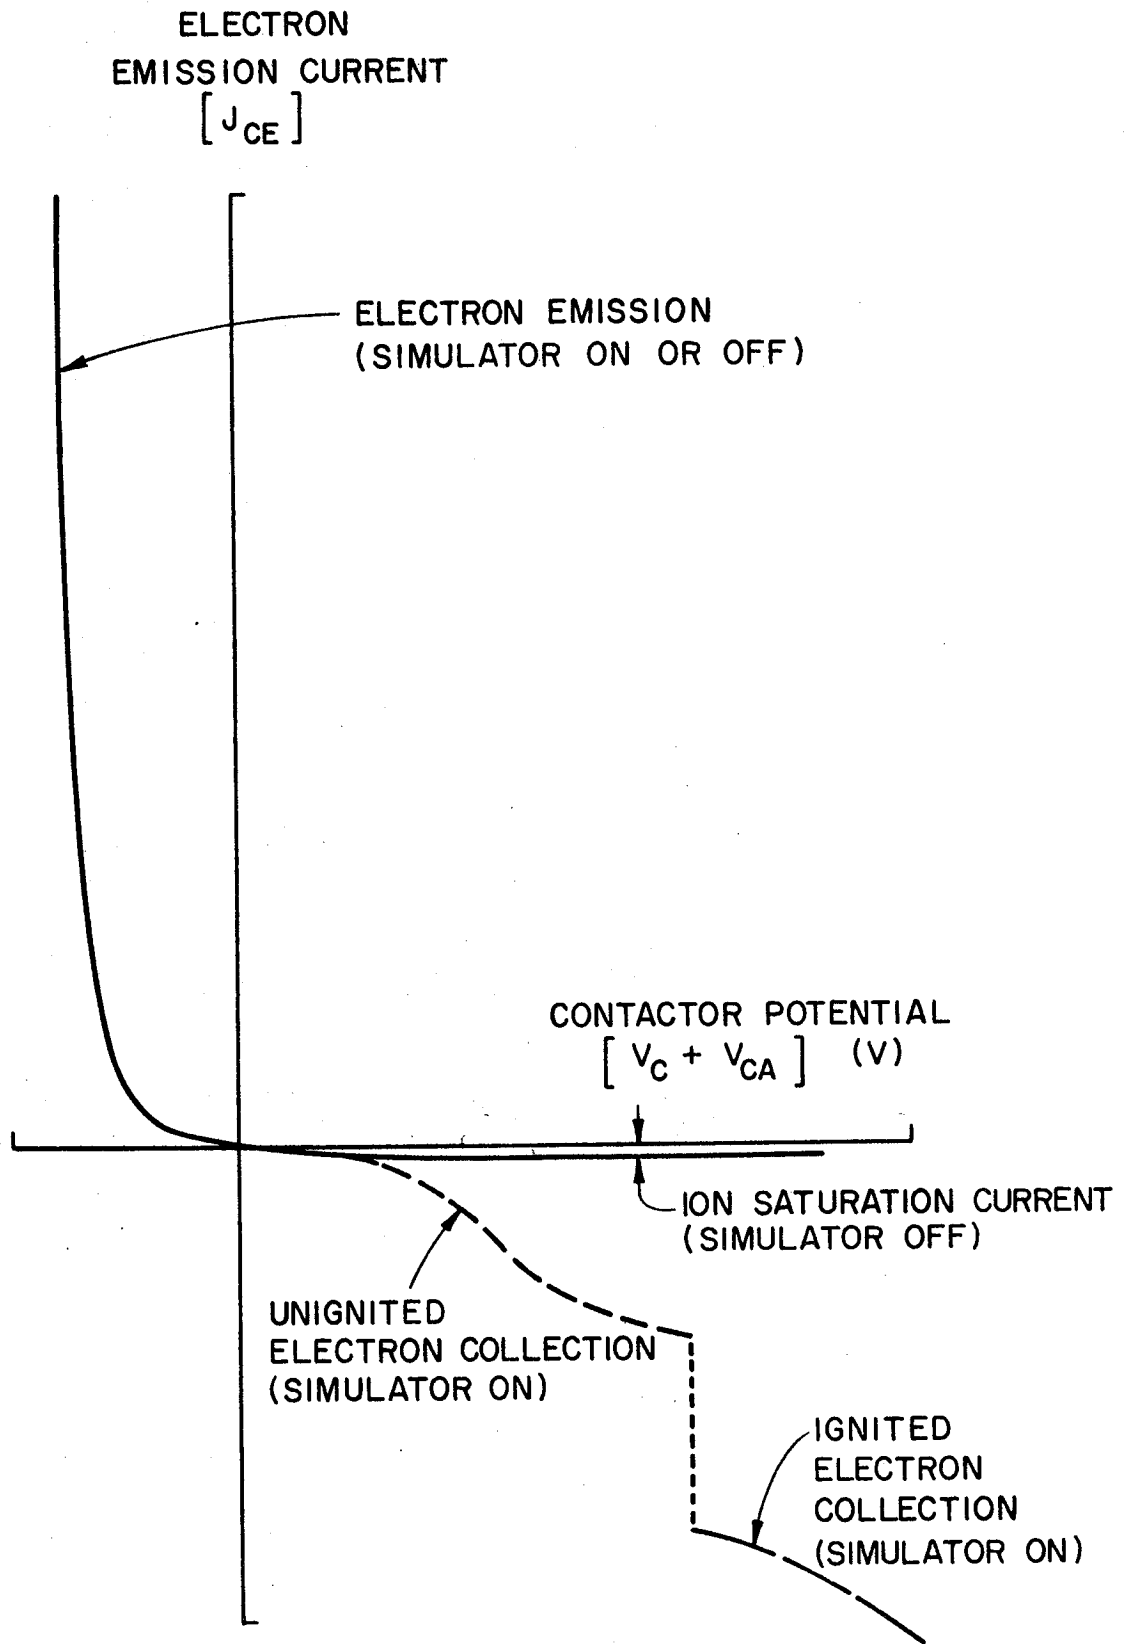 ELECTRON
EMISSION CURRENT
[ J_CE ]
ELECTRON EMISSION
(SIMULATOR ON OR OFF)
CONTACTOR POTENTIAL
[ V_C + V_CA ] (V)
ION SATURATION CURRENT
(SIMULATOR OFF)
UNIGNITED
ELECTRON COLLECTION
(SIMULATOR ON)
IGNITED
ELECTRON
COLLECTION
(SIMULATOR ON)